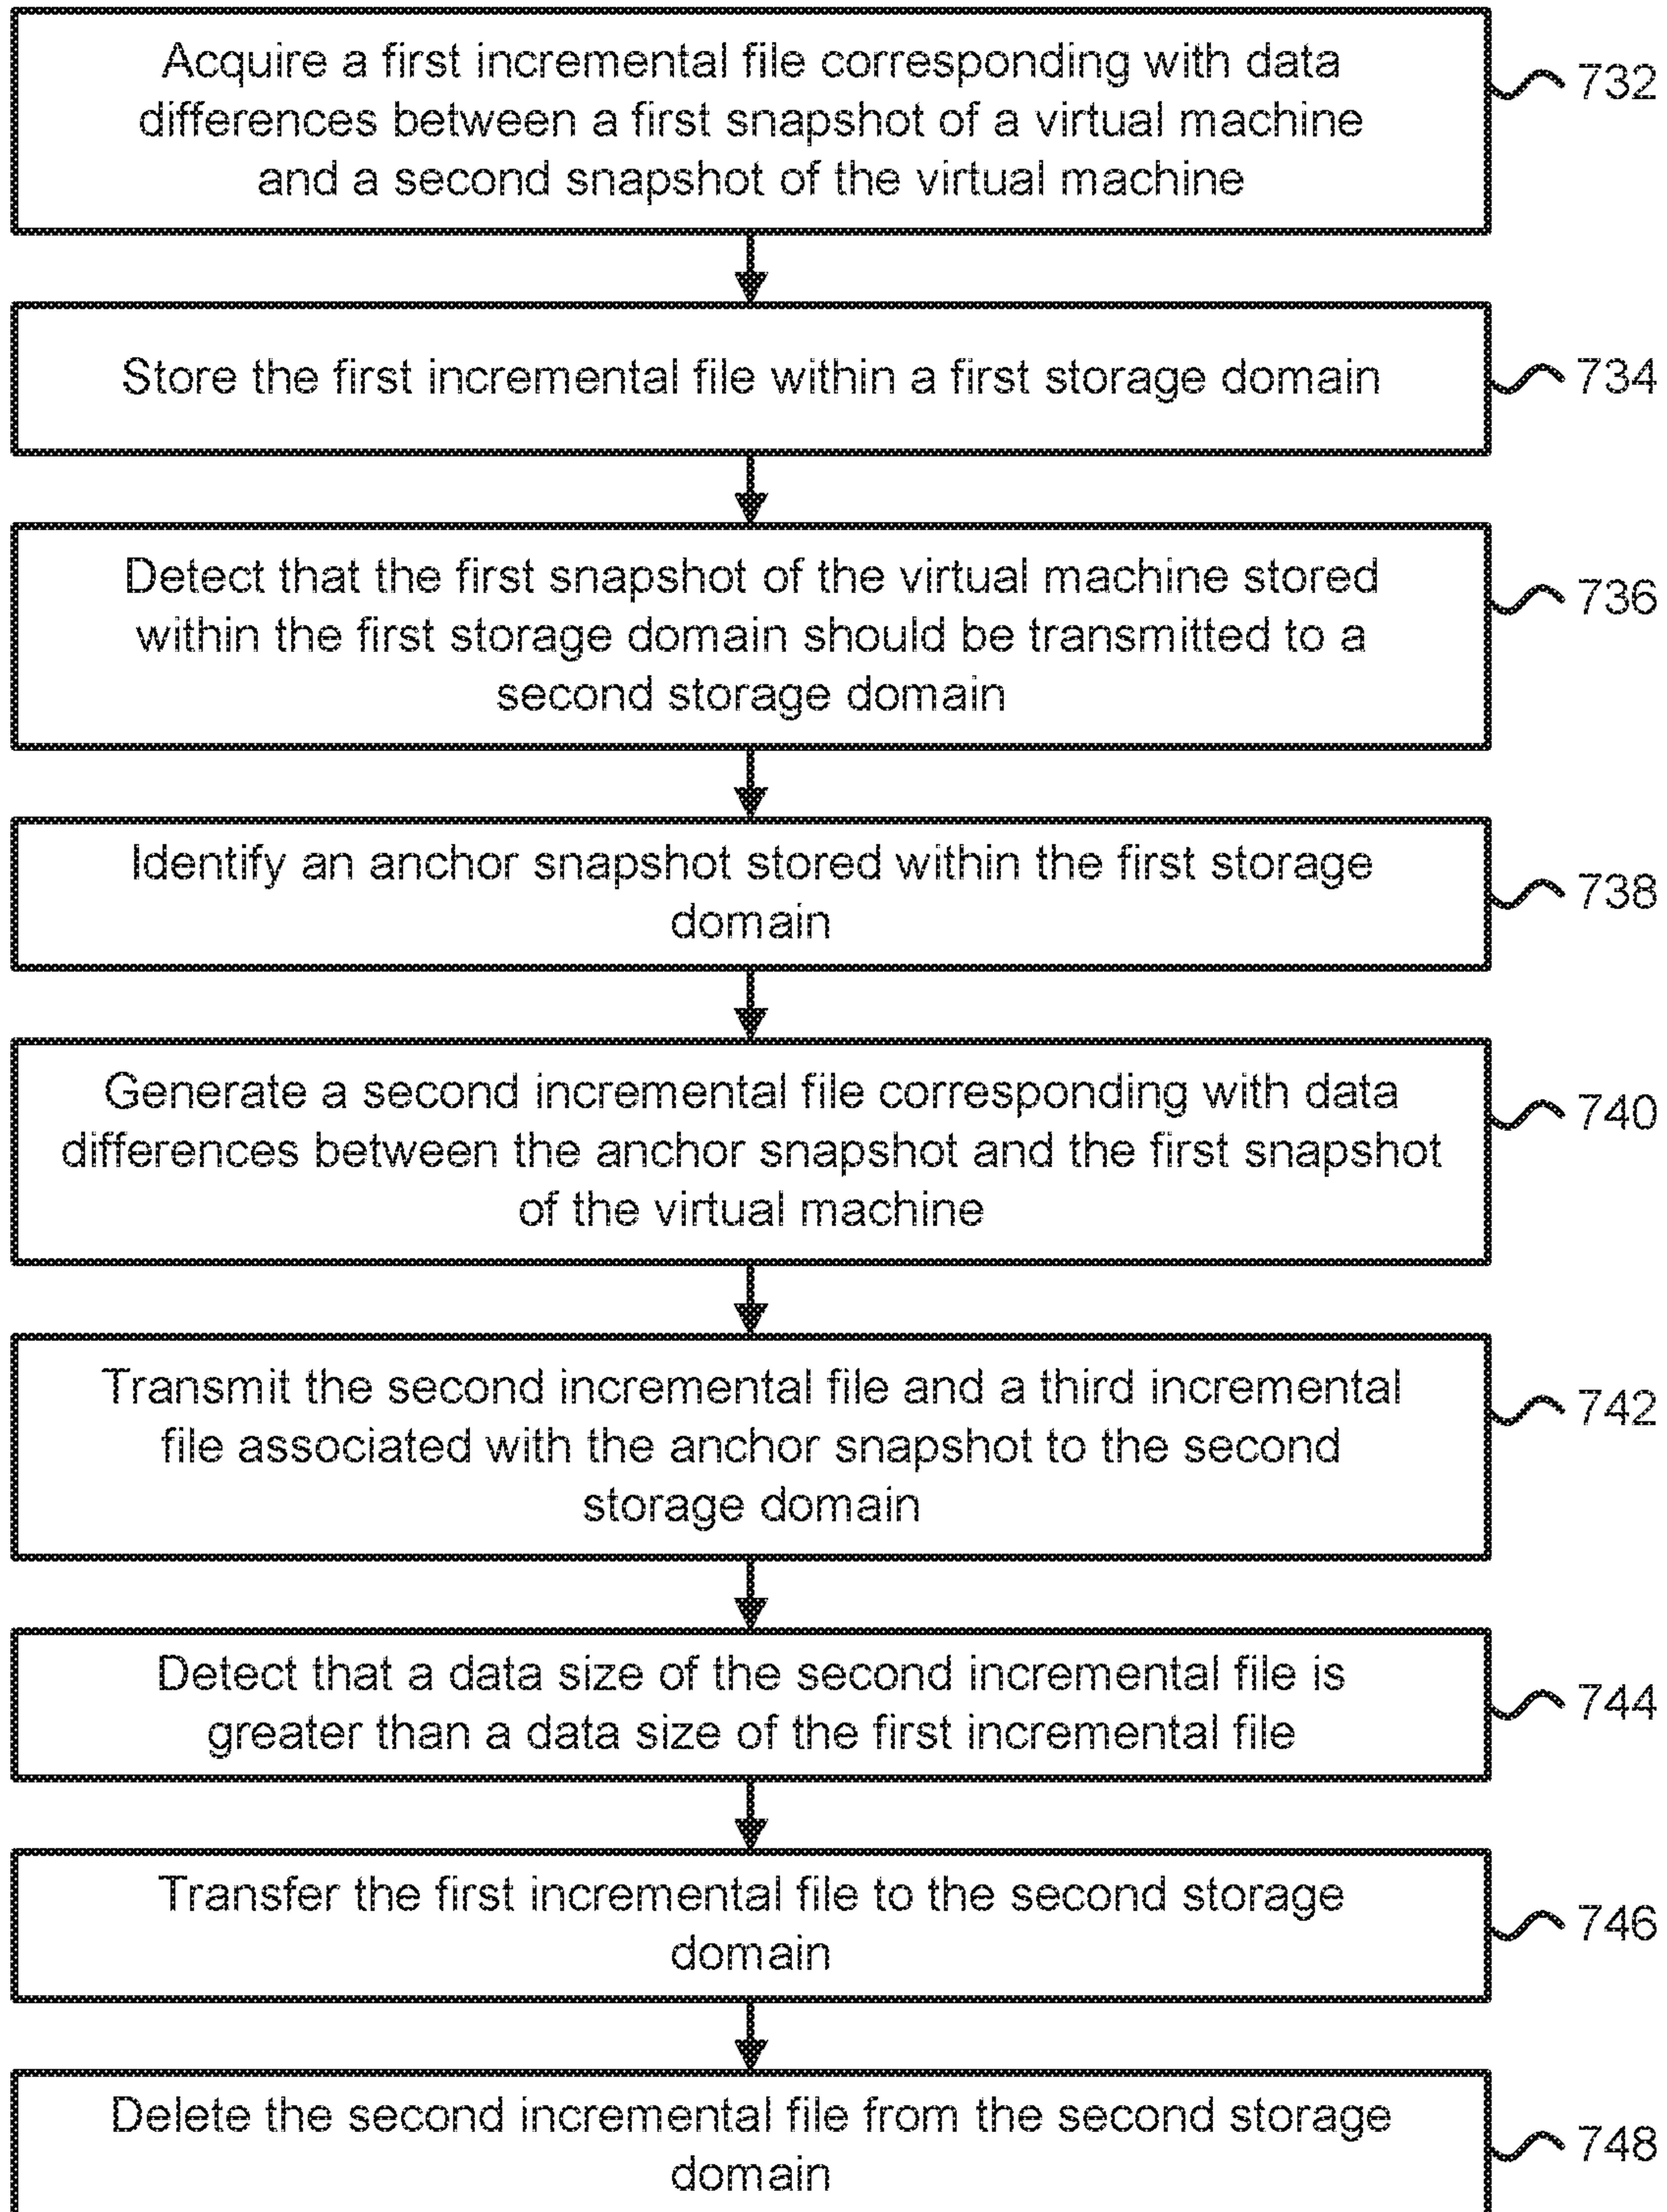 Acquire a first incremental file corresponding with data
differences between a first snapshot of a virtual machine
and a second snapshot of the virtual machine
732
Store the first incremental file within a first storage domain
734
Detect that the first snapshot of the virtual machine stored
within the first storage domain should be transmitted to a
second storage domain
736
Identify an anchor snapshot stored within the first storage
domain
738
Generate a second incremental file corresponding with data
differences between the anchor snapshot and the first snapshot
of the virtual machine
740
Transmit the second incremental file and a third incremental
file associated with the anchor snapshot to the second
storage domain
742
Detect that a data size of the second incremental file is
greater than a data size of the first incremental file
744
Transfer the first incremental file to the second storage
domain
746
Delete the second incremental file from the second storage
domain
748